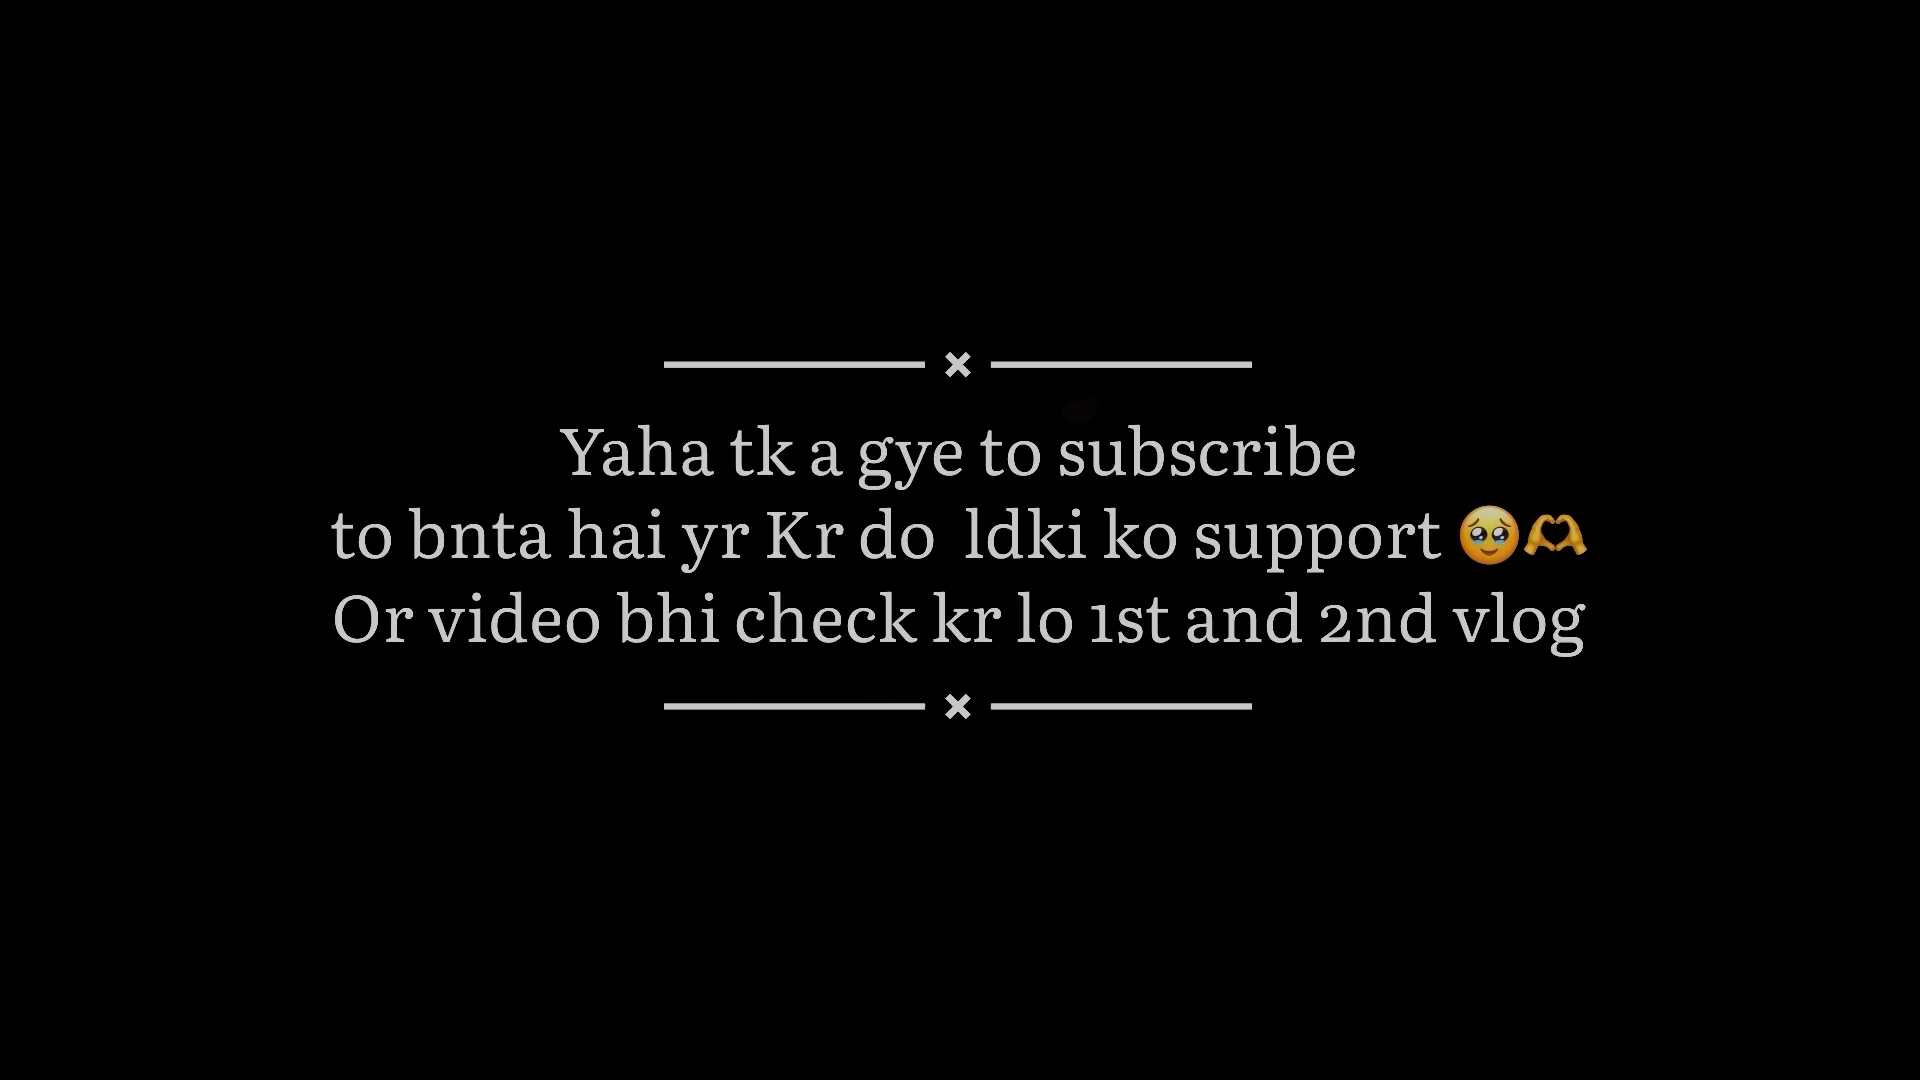 Yaha tk a gye to subscribe
to bnta hai yr Kr do  ldki ko support 🥹🫶
Or video bhi check kr lo 1st and 2nd vlog